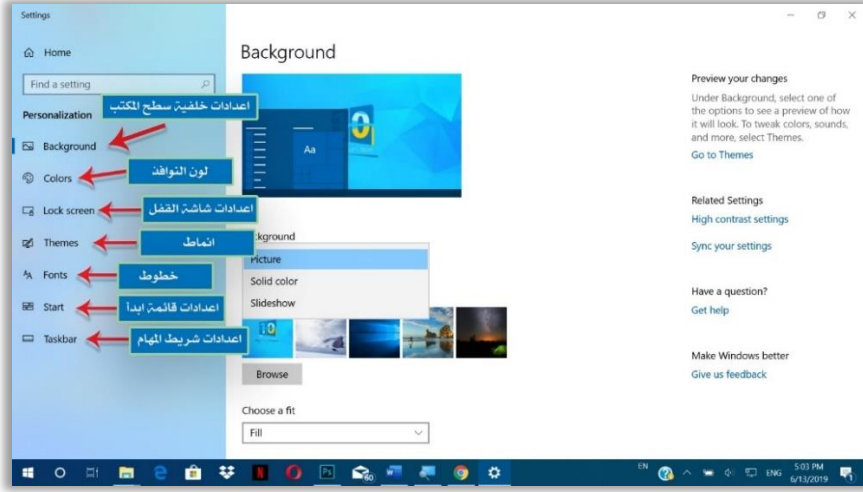 Settings
Home
Find a setting
Personalization
Background
Colors
Lock screen
Themes
Fonts
Start
Taskbar
اعدادات خلفية سطح المكتب
لون النوافذ
اعدادات شاشة القفل
انماط
خطوط
اعدادات قائمة ابدأ
اعدادات شريط المهام
Background
Aa
kground
Picture
Solid color
Slideshow
Browse
Choose a fit
Fill
Preview your changes
Under Background, select one of
the options to see a preview of how
it will look. To tweak colors, sounds,
and more, select Themes.
Go to Themes
Related Settings
High contrast settings
Sync your settings
Have a question?
Get help
Make Windows better
Give us feedback
Ps
60
EN
ENG
5:03 PM
6/13/2019